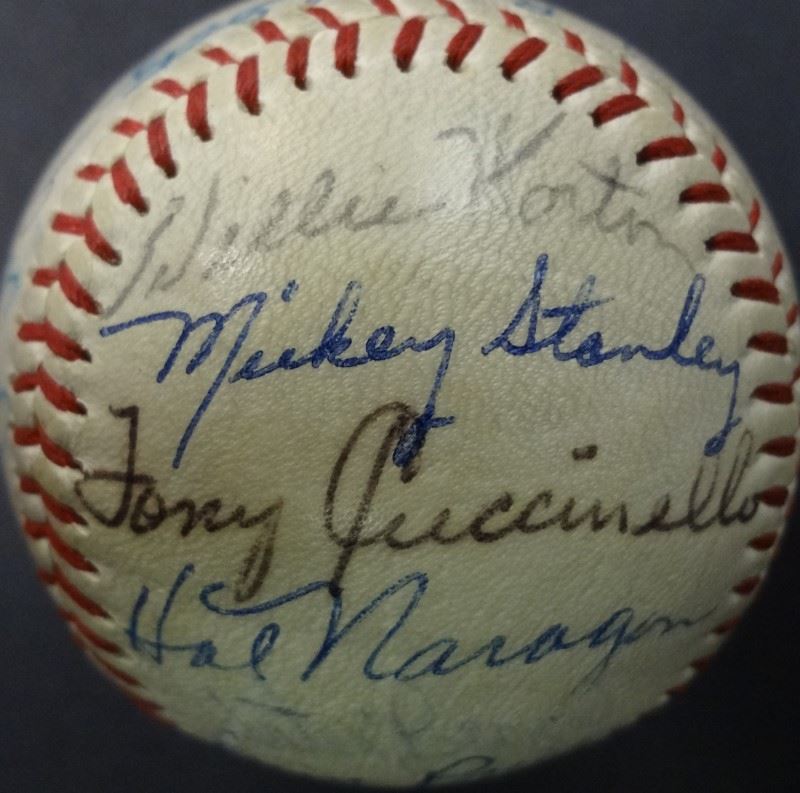 Willie Horton
Mickey Stanley
Tony Cuccinello
Hal Naragon